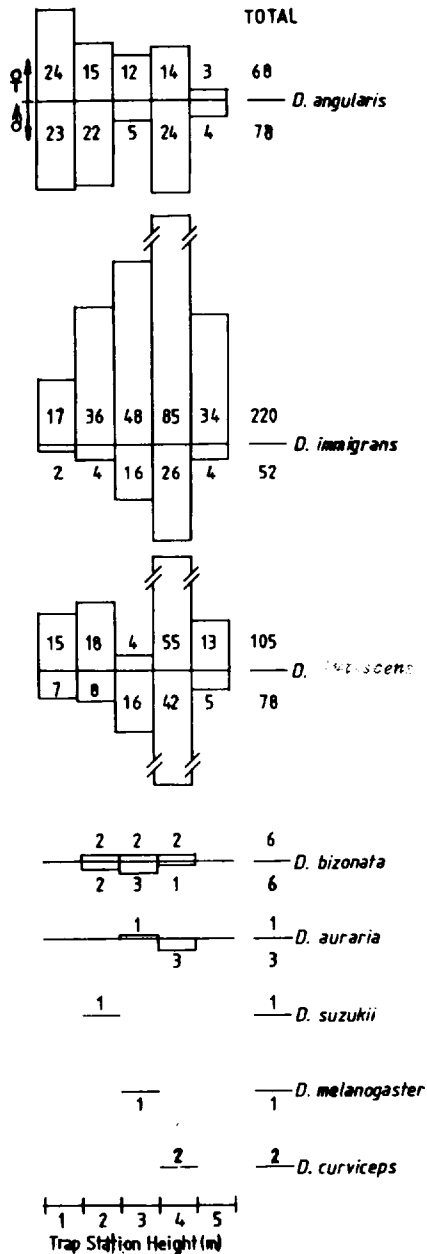 TOTAL
24 15 12 14 3 68
♀
♂
D. angularis
23 22 5 24 4 78
17 36 48 85 34 220
D. immigrans
2 4 16 26 4 52
15 18 4 55 13 105
D.
7 8 16 42 5 78
2 2 2 6
D. bizonata
2 3 1 6
1 1
D. auraria
3 3
1 1
D. suzukii
D. melanogaster
1 1
2 2
D. curviceps
1 2 3 4 5
Trap Station Height (m)